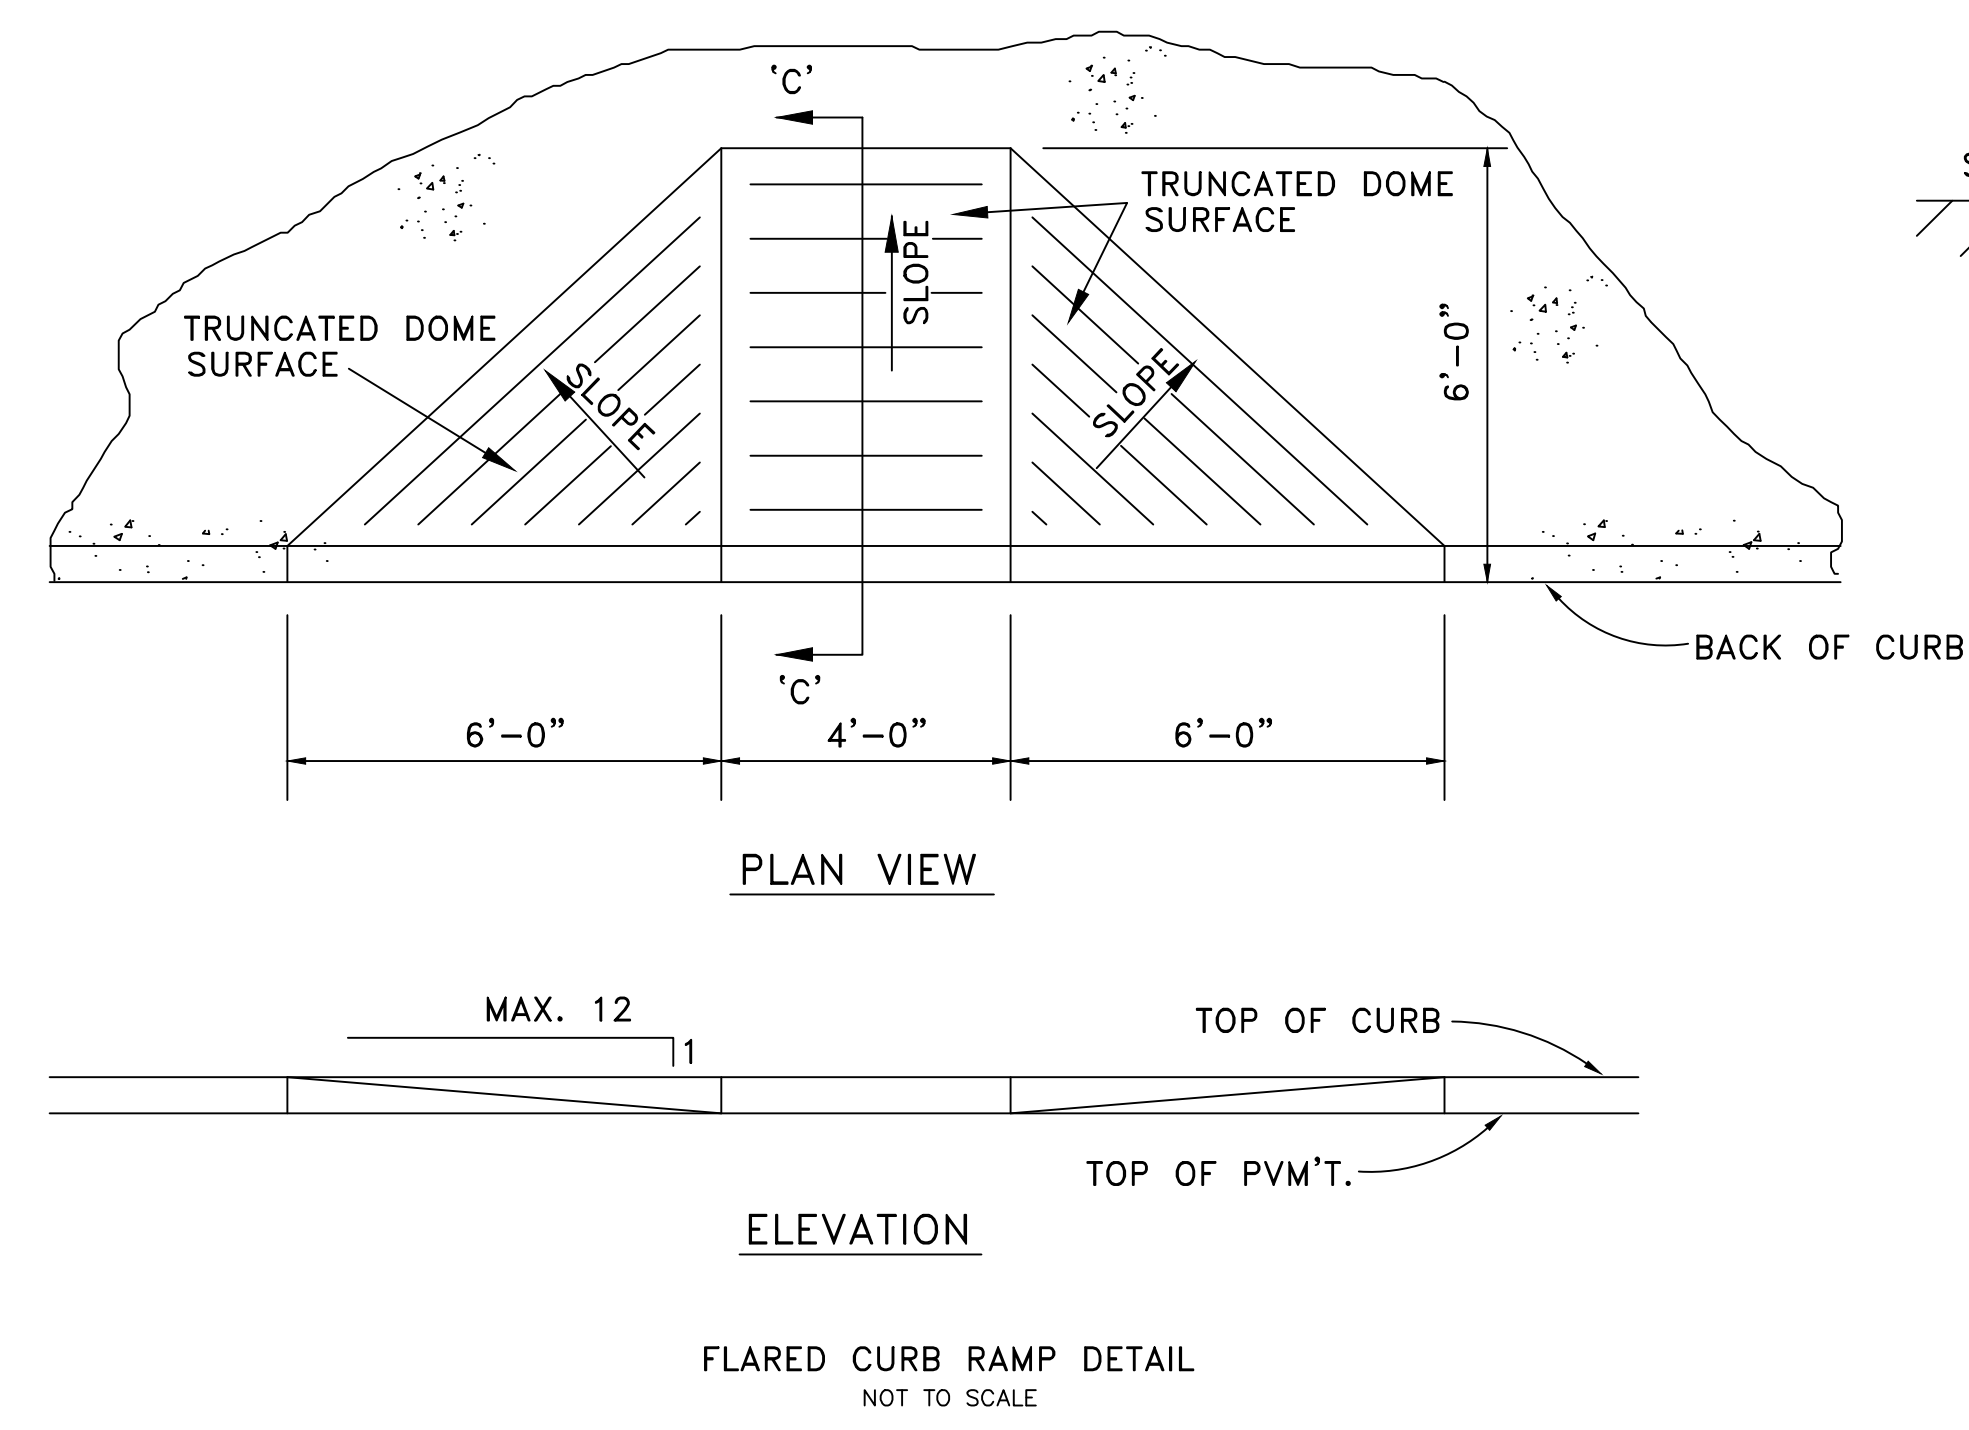 ‘C’
TRUNCATED DOME
SURFACE
SLOPE
TRUNCATED DOME
SURFACE
6’-0”
SLOPE
SLOPE
BACK OF CURB
‘C’
6’-0”
4’-0”
6’-0”
PLAN VIEW
MAX. 12
1
TOP OF CURB
TOP OF PVM’T.
ELEVATION
FLARED CURB RAMP DETAIL
NOT TO SCALE